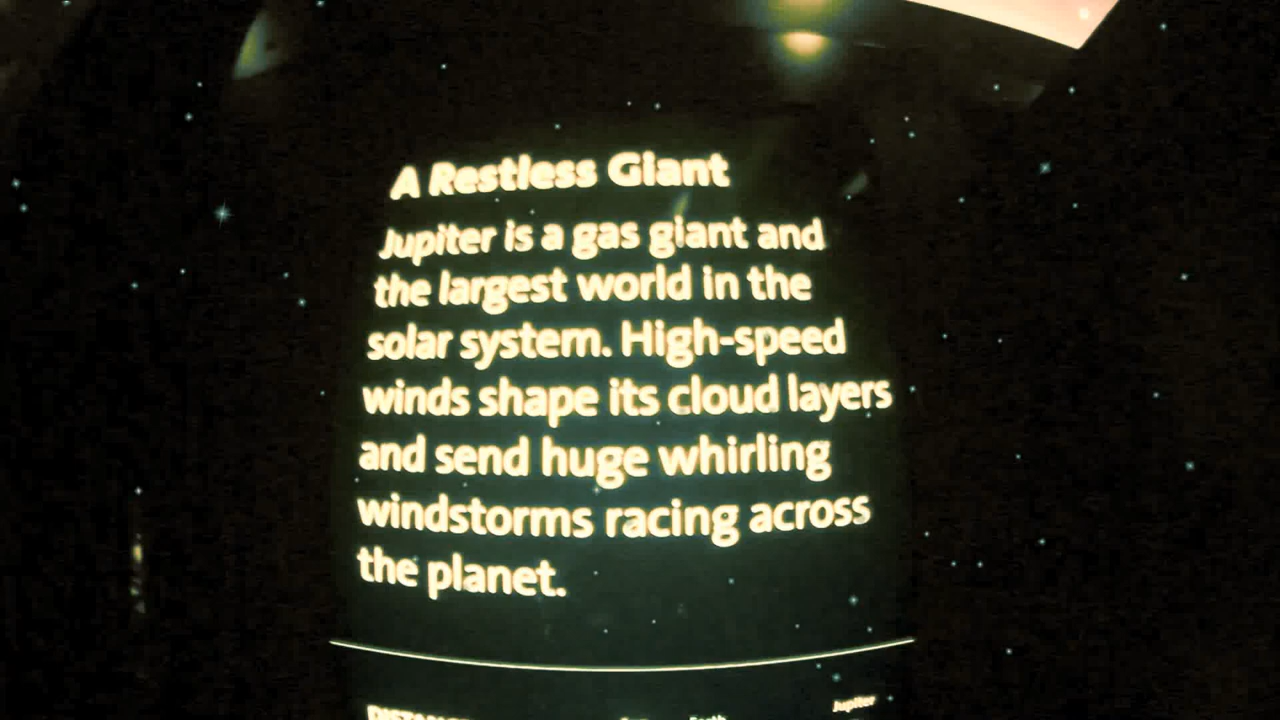 A Restless Giant
Jupiter is a gas giant and
the largest world in the
solar system. High-speed
winds shape its cloud layers
and send huge whirling
windstorms racing across
the planet.
Jupiter